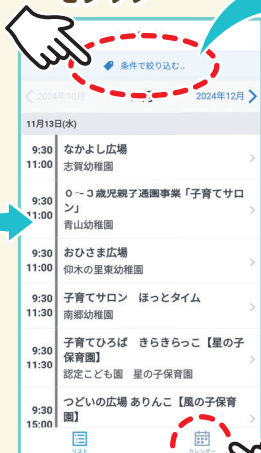 条件で絞り込む..
2024年10月
2024年12月
11月13日(水)
9:30 なかよし広場
11:00 志賀幼稚園
9:30 0～3歳児親子通園事業「子育てサロ
11:00 ン」
青山幼稚園
9:30 おひさま広場
11:00 仰木の里東幼稚園
9:30 子育てサロン ほっとタイム
11:30 南郷幼稚園
9:30 子育てひろば きらきらっこ【星の子
11:30 保育園】
認定こども園 星の子保育園
9:30 つどいの広場 ありんこ【風の子保育
15:00 園】
リスト
カレンダー